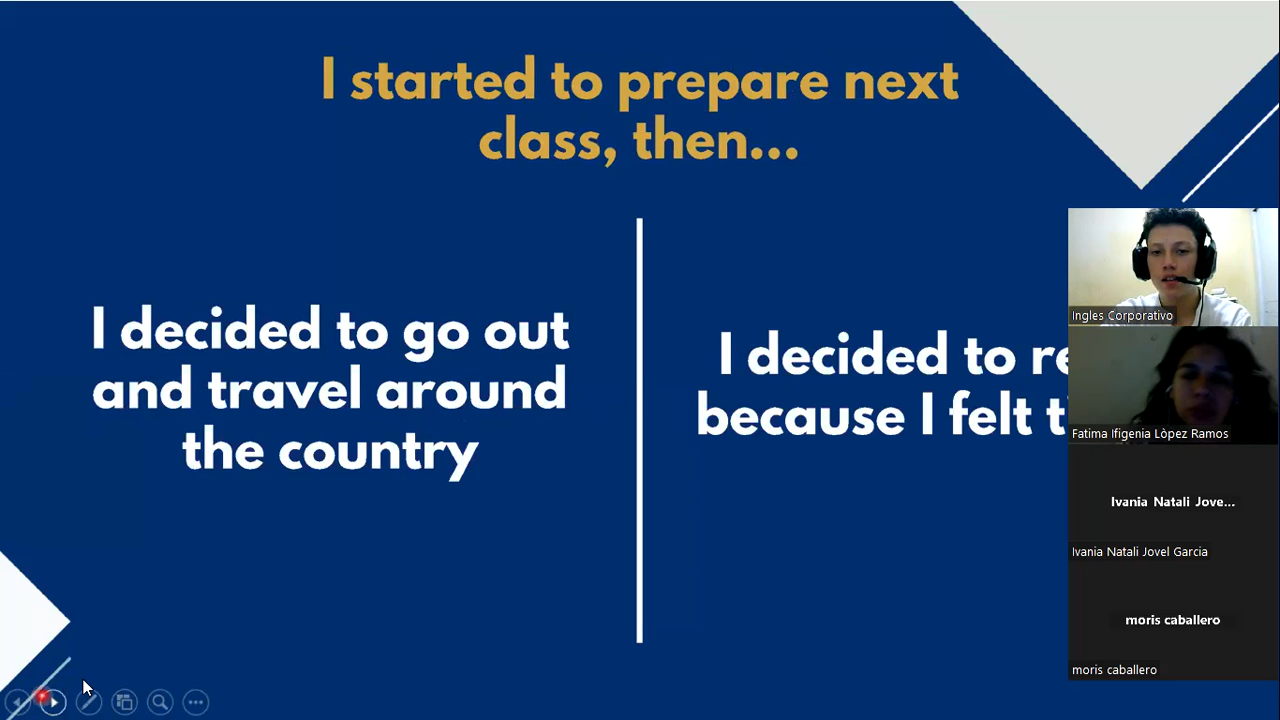 I started to prepare next
class, then...
I decided to go out
and travel around
the country
I decided to
because I felt
Ingles Corporativo
Fatima Ifigenia Lòpez Ramos
Ivania Natali Jove...
Ivania Natali Jovel Garcia
moris caballero
moris caballero